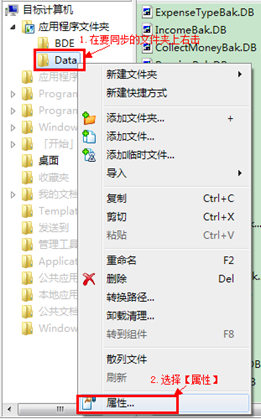 目标计算机
应用程序文件夹
BDE
Data
1.在要同步的文件夹上右击
ExpenseTypeBak.DB
IncomeBak.DB
CollectMoneyBak.DB
应用程序
Program
Program
Window
「开始」
桌面
收藏夹
我的文档
Templat
发送到
管理工具
Applicat
公共应用
本地应用
公共文档
Window
新建文件夹
新建快捷方式
添加文件夹... +
添加文件...
添加临时文件...
导入
复制 Ctrl+C
剪切 Ctrl+X
粘贴 Ctrl+V
重命名 F2
删除 Del
转换路径...
卸载清理...
转到组件 F8
散列文件
刷新
2.选择【属性】
属性...